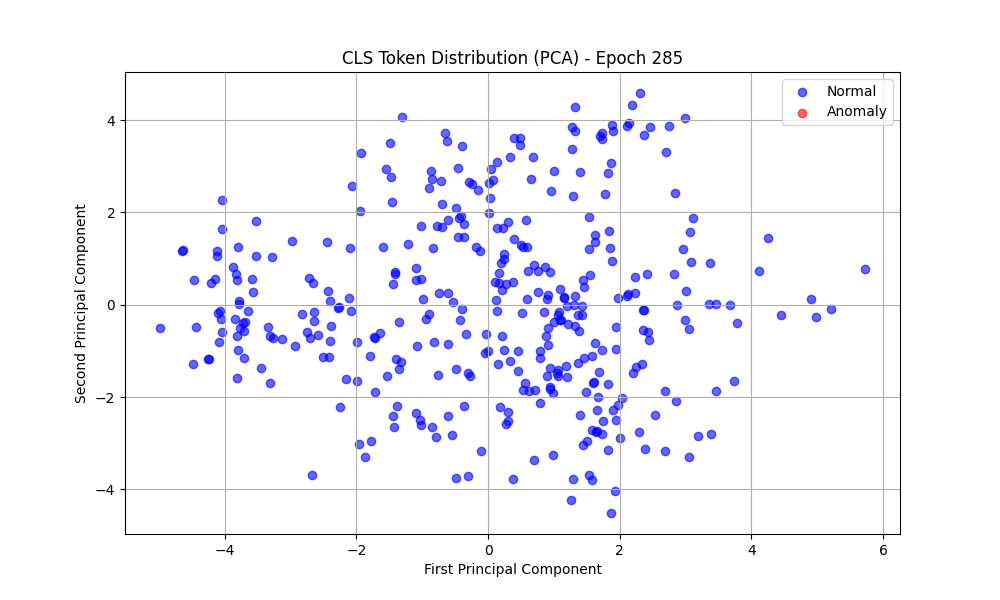 CLS Token Distribution (PCA) - Epoch 285
Normal
Anomaly
4
2
0
−2
−4
Second Principal Component
−4
−2
0
2
4
6
First Principal Component